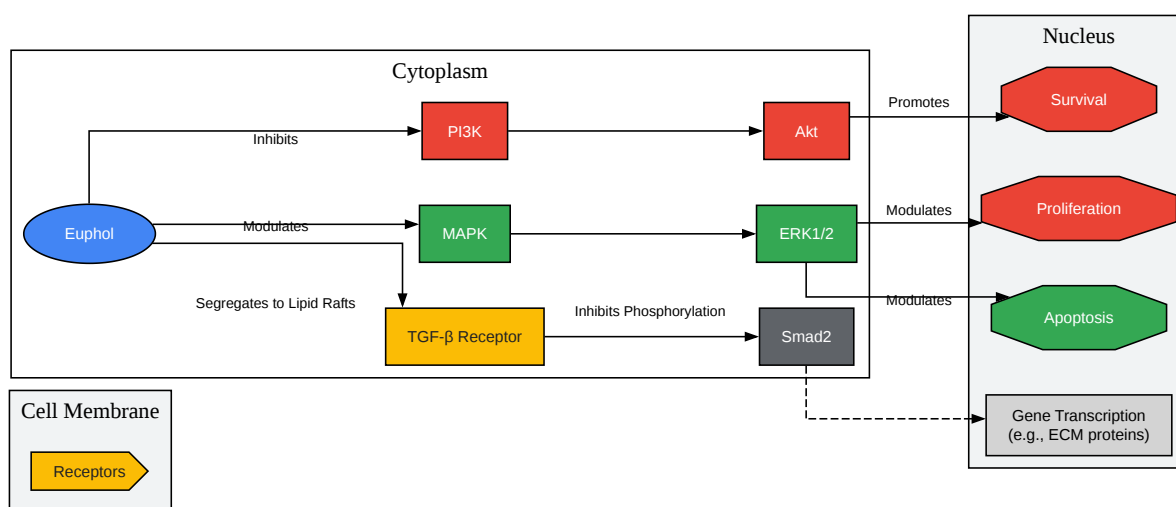 Nucleus
Cytoplasm
Survival
Promotes
PI3K
Akt
Inhibits
Proliferation
Modulates
Euphol
Modulates
MAPK
ERK1/2
Segregates to Lipid Rafts
Inhibits Phosphorylation
Modulates
Apoptosis
TGF-β Receptor
Smad2
Cell Membrane
Gene Transcription
(e.g., ECM proteins)
Receptors